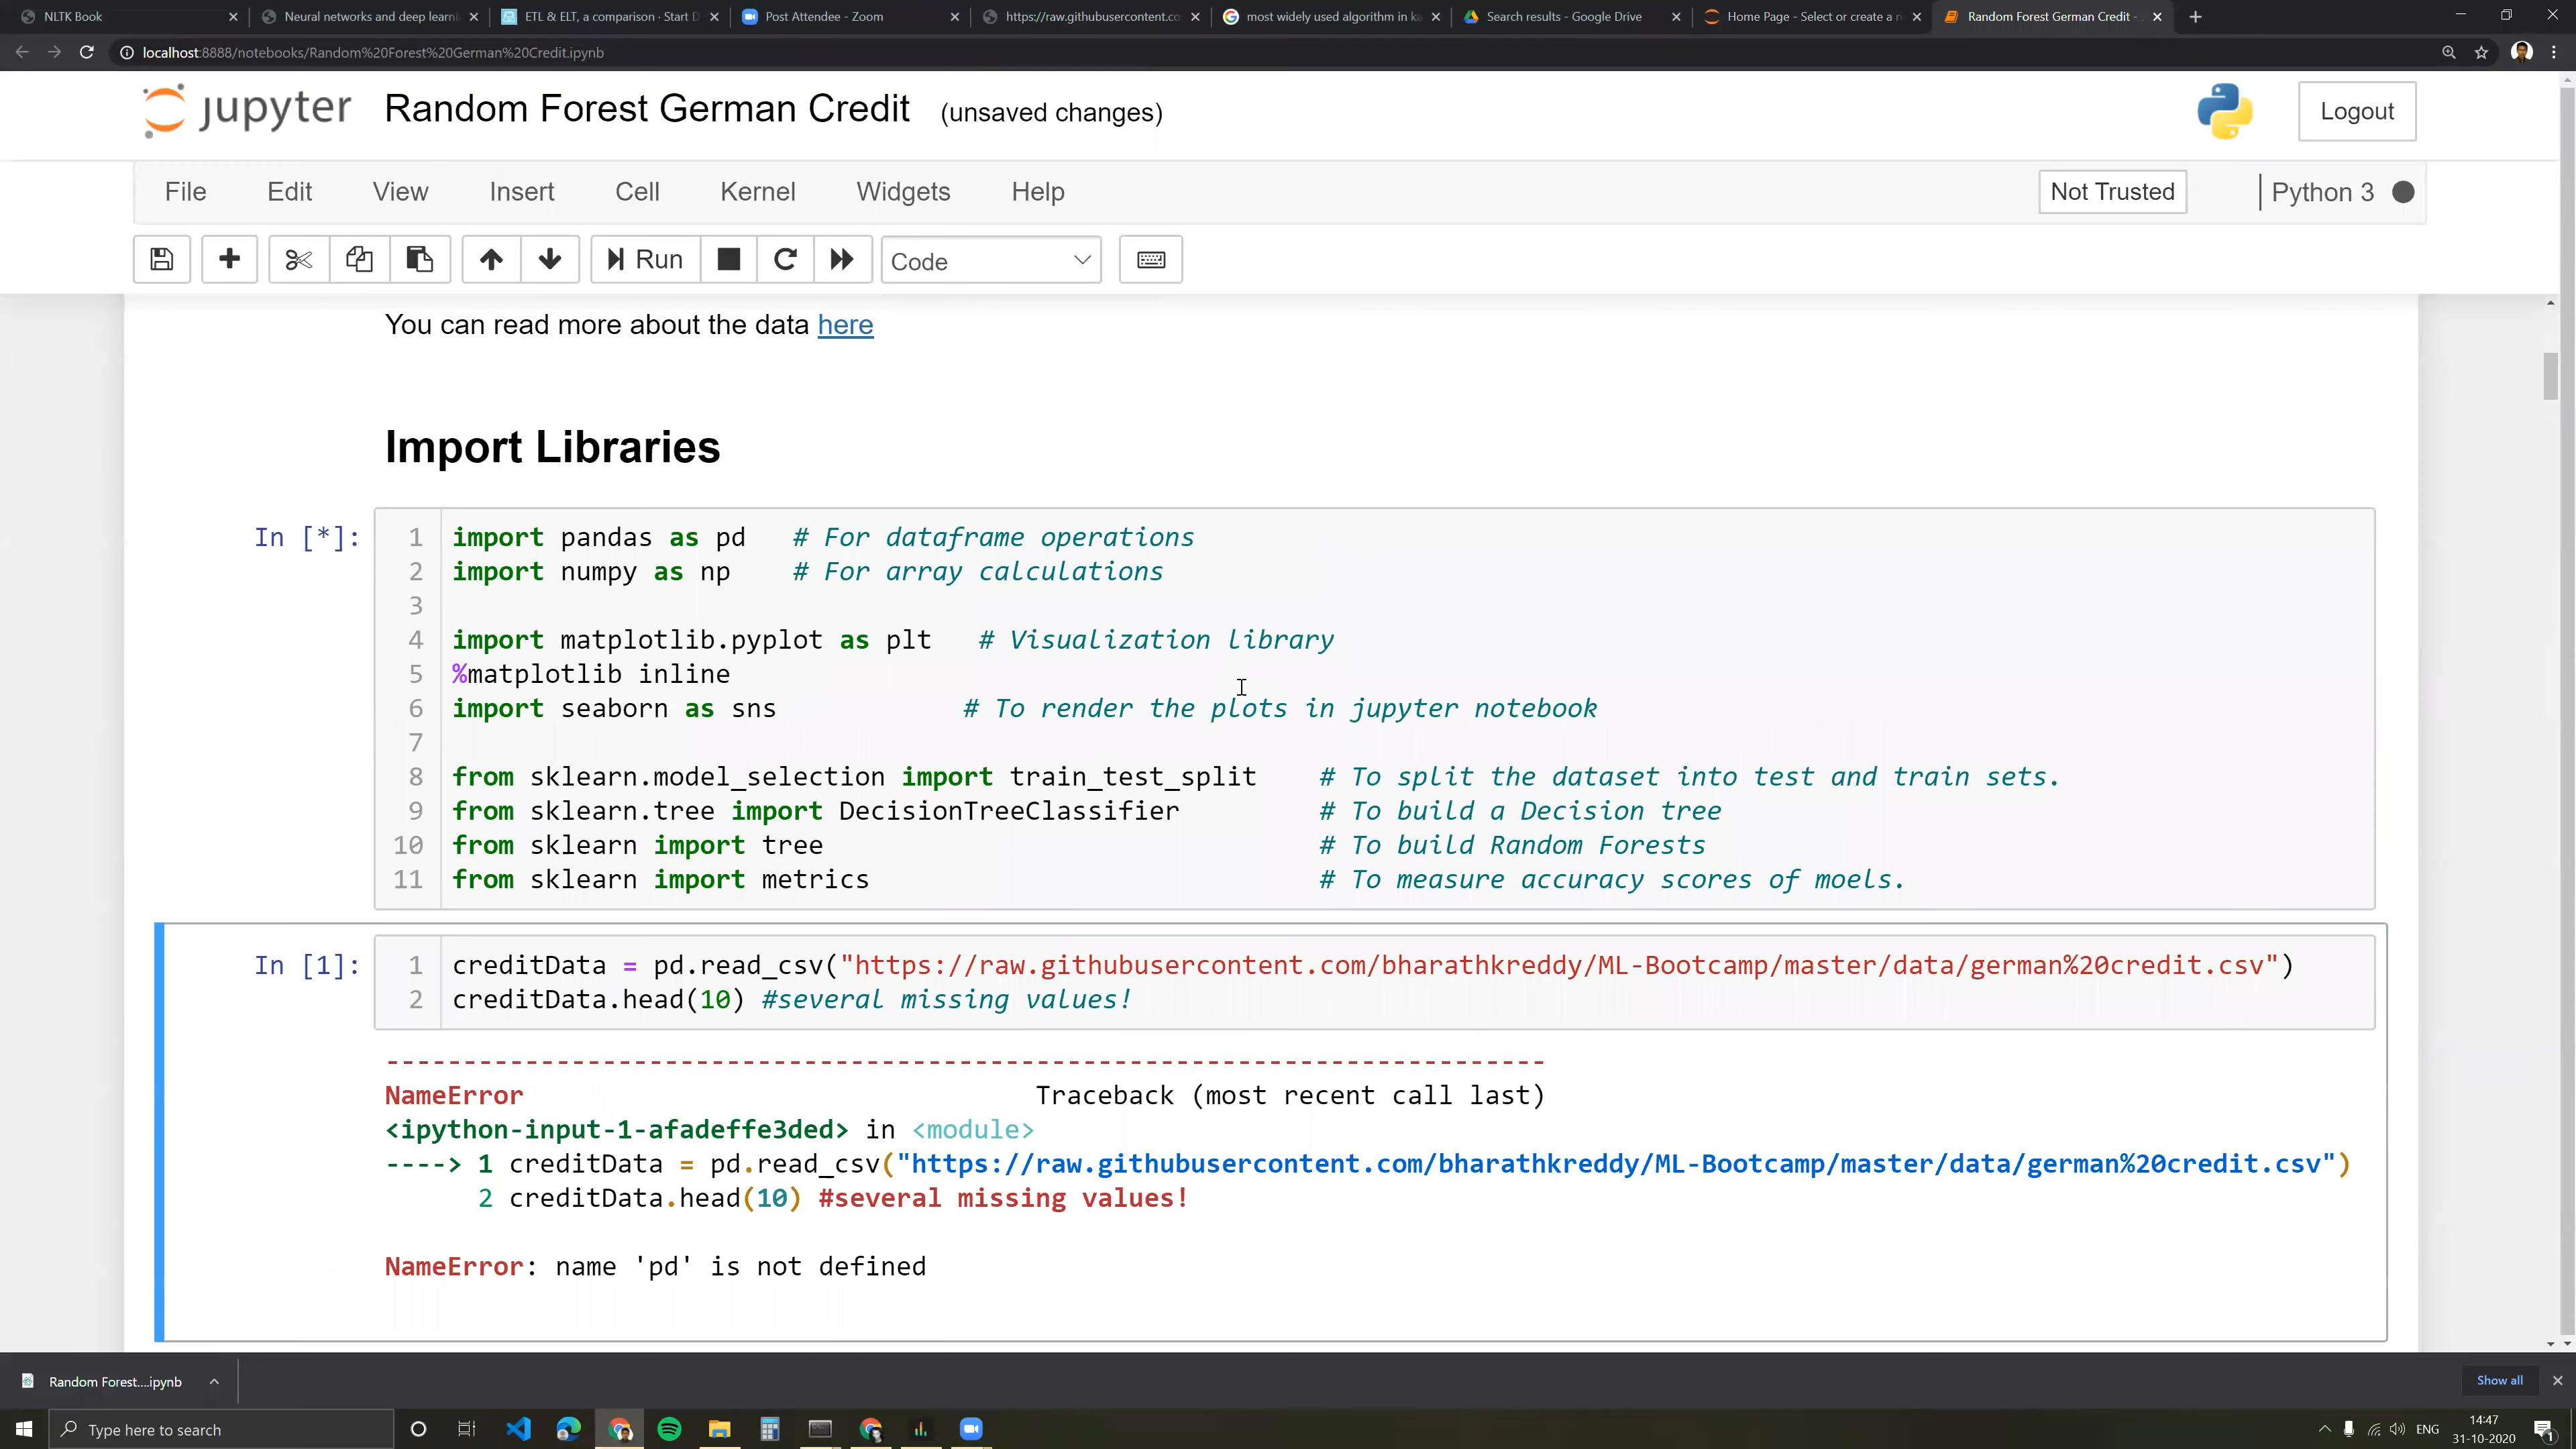 NLTK Book
Neural networks and deep learni
ETL & ELT, a comparison · Start D
Post Attendee - Zoom
https://raw.githubusercontent.co
most widely used algorithm in ka
Search results - Google Drive
Home Page - Select or create a n
Random Forest German Credit -
localhost:8888/notebooks/Random%20Forest%20German%20Credit.ipynb
jupyter Random Forest German Credit (unsaved changes)
Logout
File Edit View Insert Cell Kernel Widgets Help
Not Trusted
Python 3
Run
Code
You can read more about the data here
Import Libraries
In [*]:
1 import pandas as pd # For dataframe operations
2 import numpy as np # For array calculations
3
4 import matplotlib.pyplot as plt # Visualization library
5 %matplotlib inline
6 import seaborn as sns # To render the plots in jupyter notebook
7
8 from sklearn.model_selection import train_test_split # To split the dataset into test and train sets.
9 from sklearn.tree import DecisionTreeClassifier # To build a Decision tree
10 from sklearn import tree # To build Random Forests
11 from sklearn import metrics # To measure accuracy scores of moels.
In [1]:
1 creditData = pd.read_csv("https://raw.githubusercontent.com/bharathkreddy/ML-Bootcamp/master/data/german%20credit.csv")
2 creditData.head(10) #several missing values!
---------------------------------------------------------------------------
NameError Traceback (most recent call last)
<ipython-input-1-afadeffe3ded> in <module>
----> 1 creditData = pd.read_csv("https://raw.githubusercontent.com/bharathkreddy/ML-Bootcamp/master/data/german%20credit.csv")
2 creditData.head(10) #several missing values!
NameError: name 'pd' is not defined
Random Forest....ipynb
Show all
Type here to search
ENG
14:47
31-10-2020
1